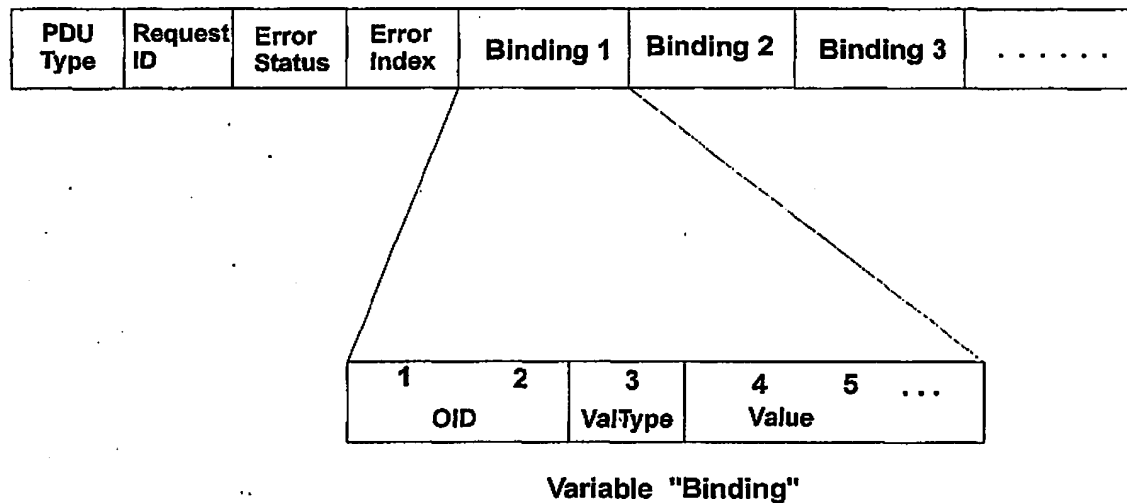 PDU Type
Request ID
Error Status
Error Index
Binding 1
Binding 2
Binding 3
. . . . . .
1 2 3 4 5 ...
OID ValType Value
Variable "Binding"